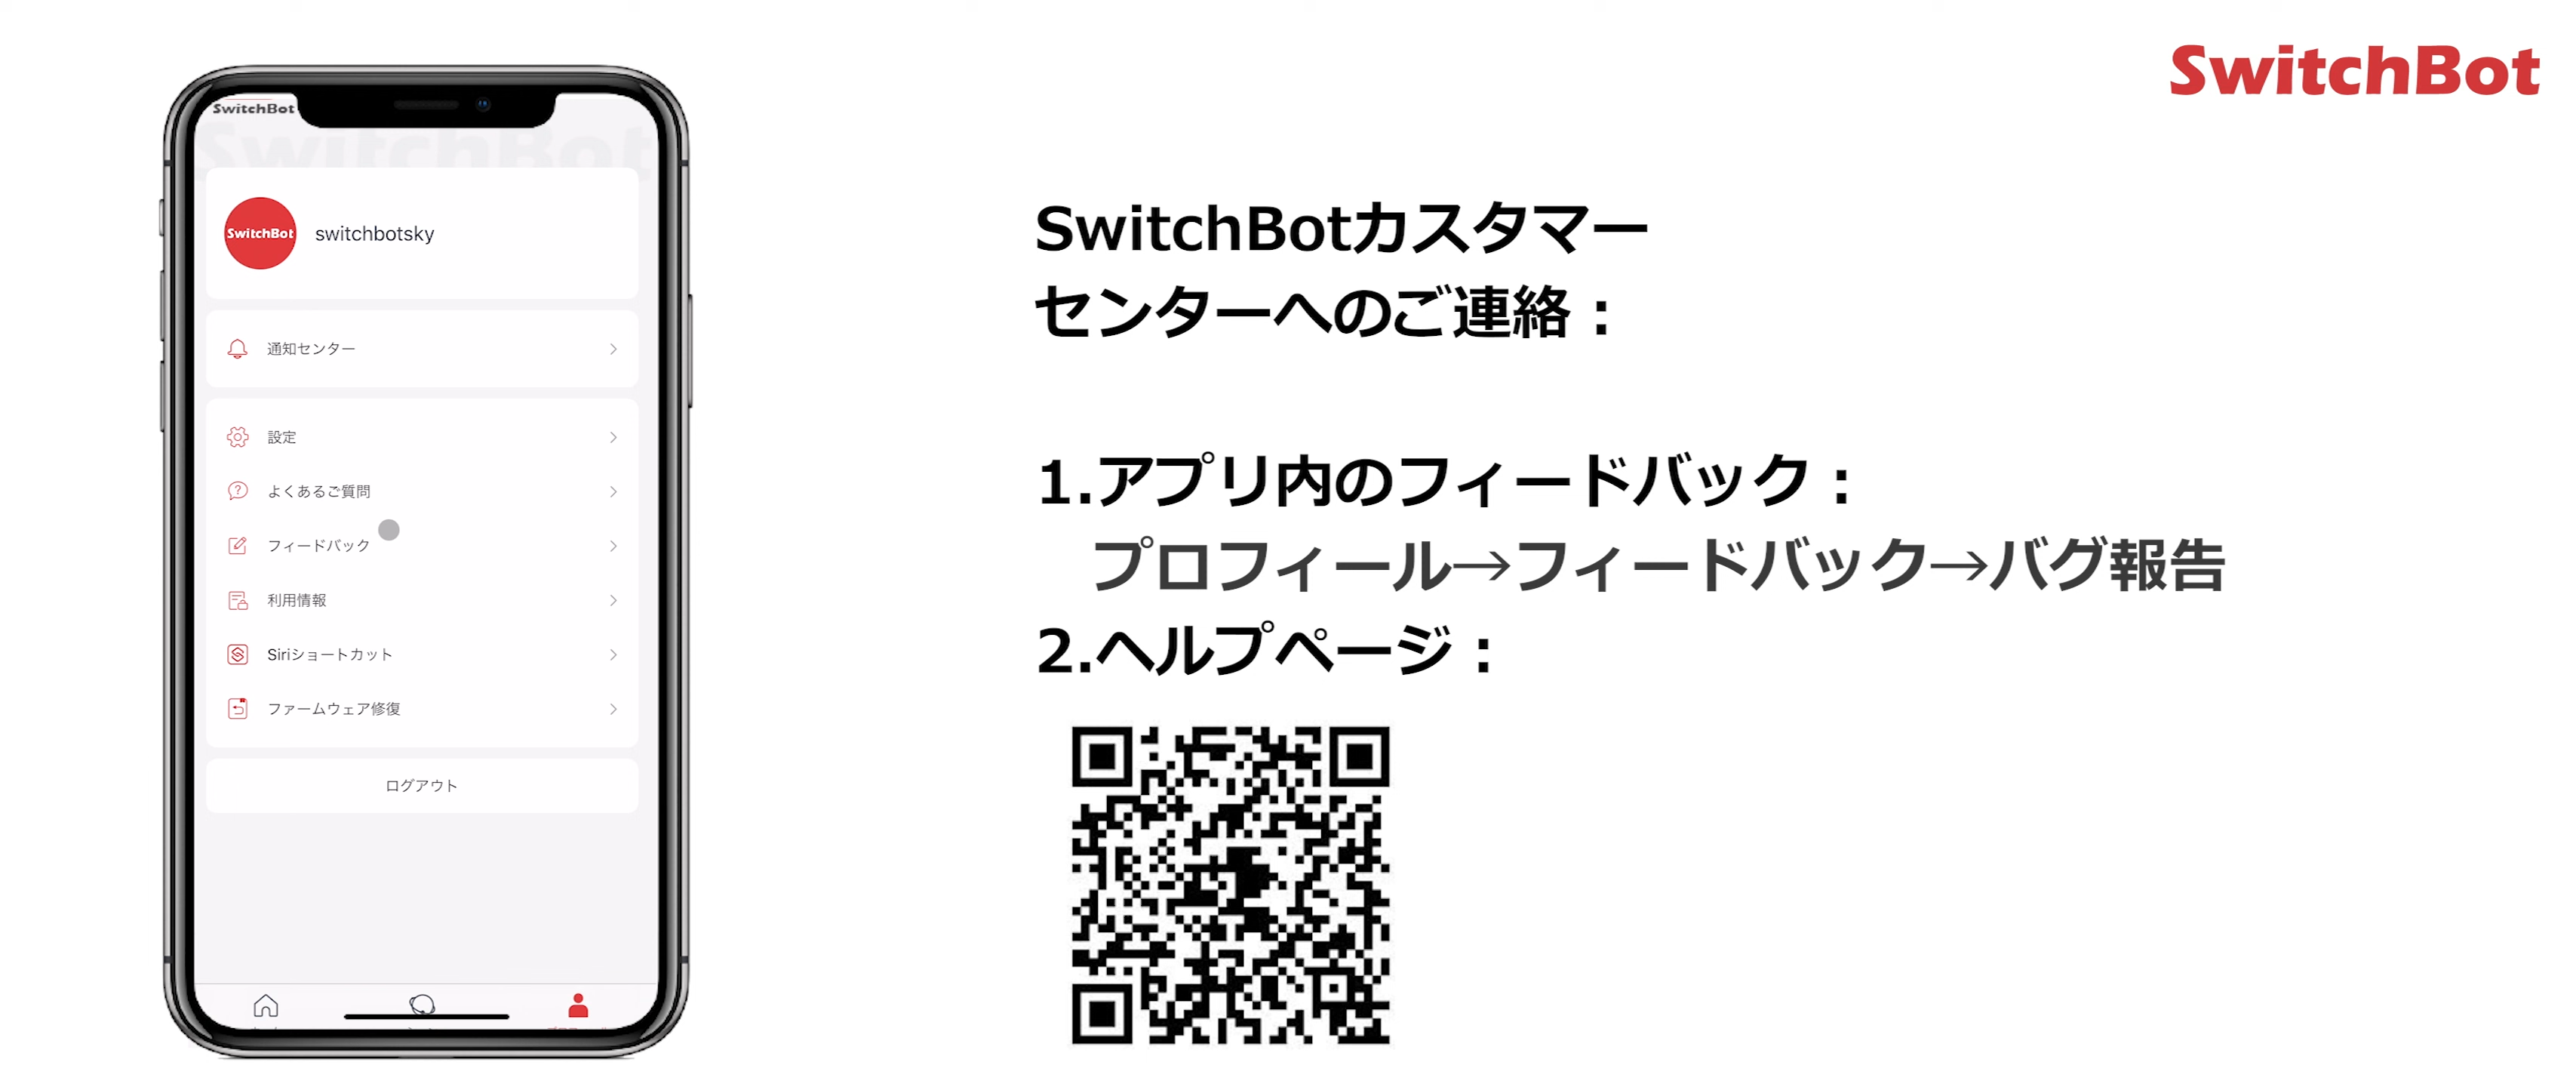 SwitchBot
SwitchBot
SwitchBot
SwitchBot
switchbotsky
通知センター
設定
よくあるご質問
フィードバック
利用情報
Siriショートカット
ファームウェア修復
ログアウト
SwitchBotカスタマー
センターへのご連絡：
1.アプリ内のフィードバック：
プロフィール→フィードバック→バグ報告
2.ヘルプページ：